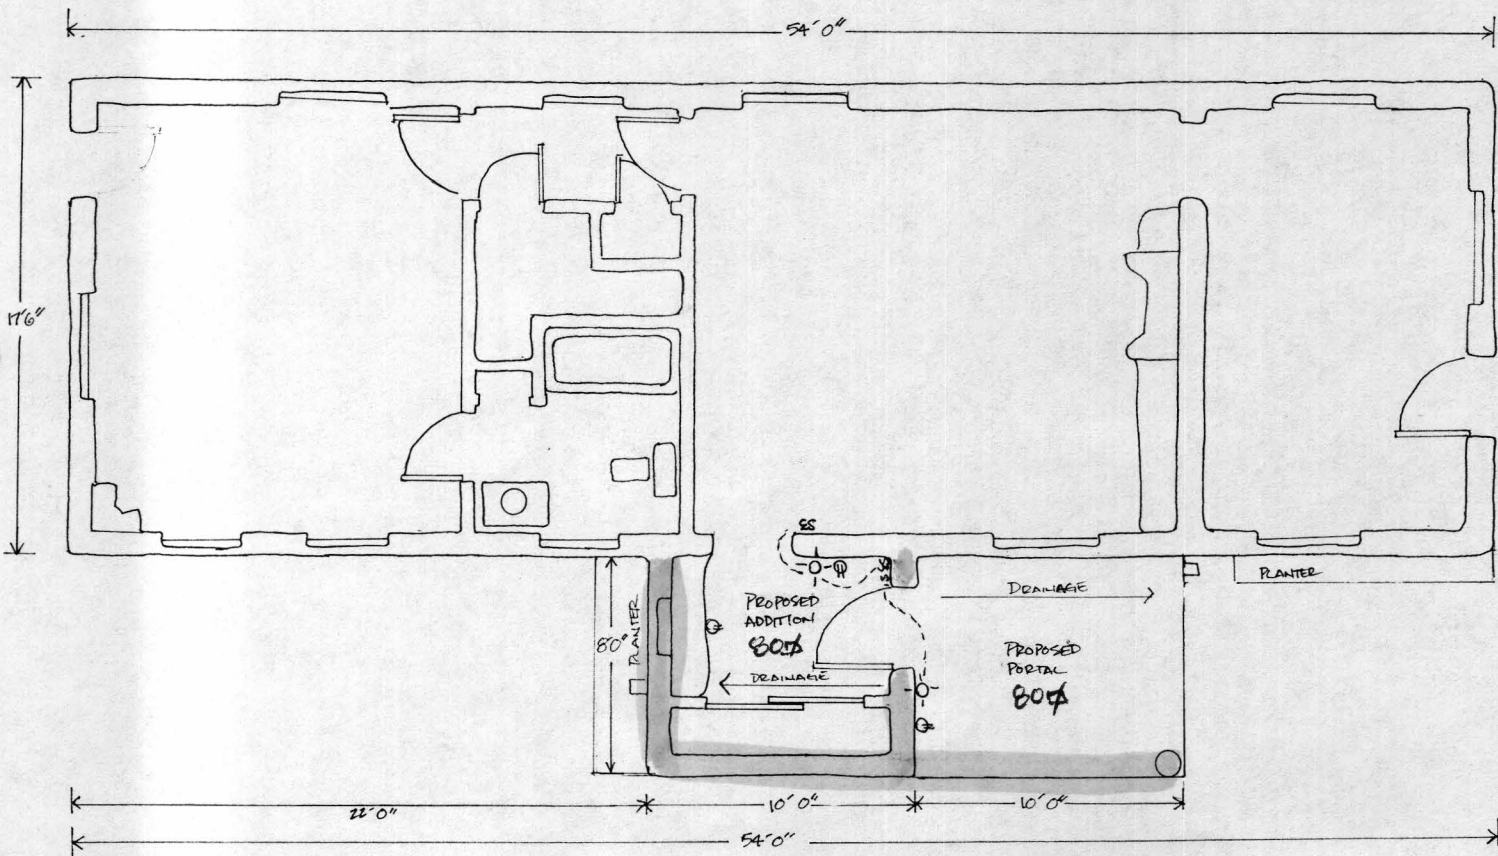 54'0"
17'6"
$S
PROPOSED
ADDITION
80⌀
DRAINAGE
PLANTER
8'0"
DRAINAGE
PROPOSED
PORTAL
80⌀
PLANTER
22'0"
10'0"
10'0"
54'0"